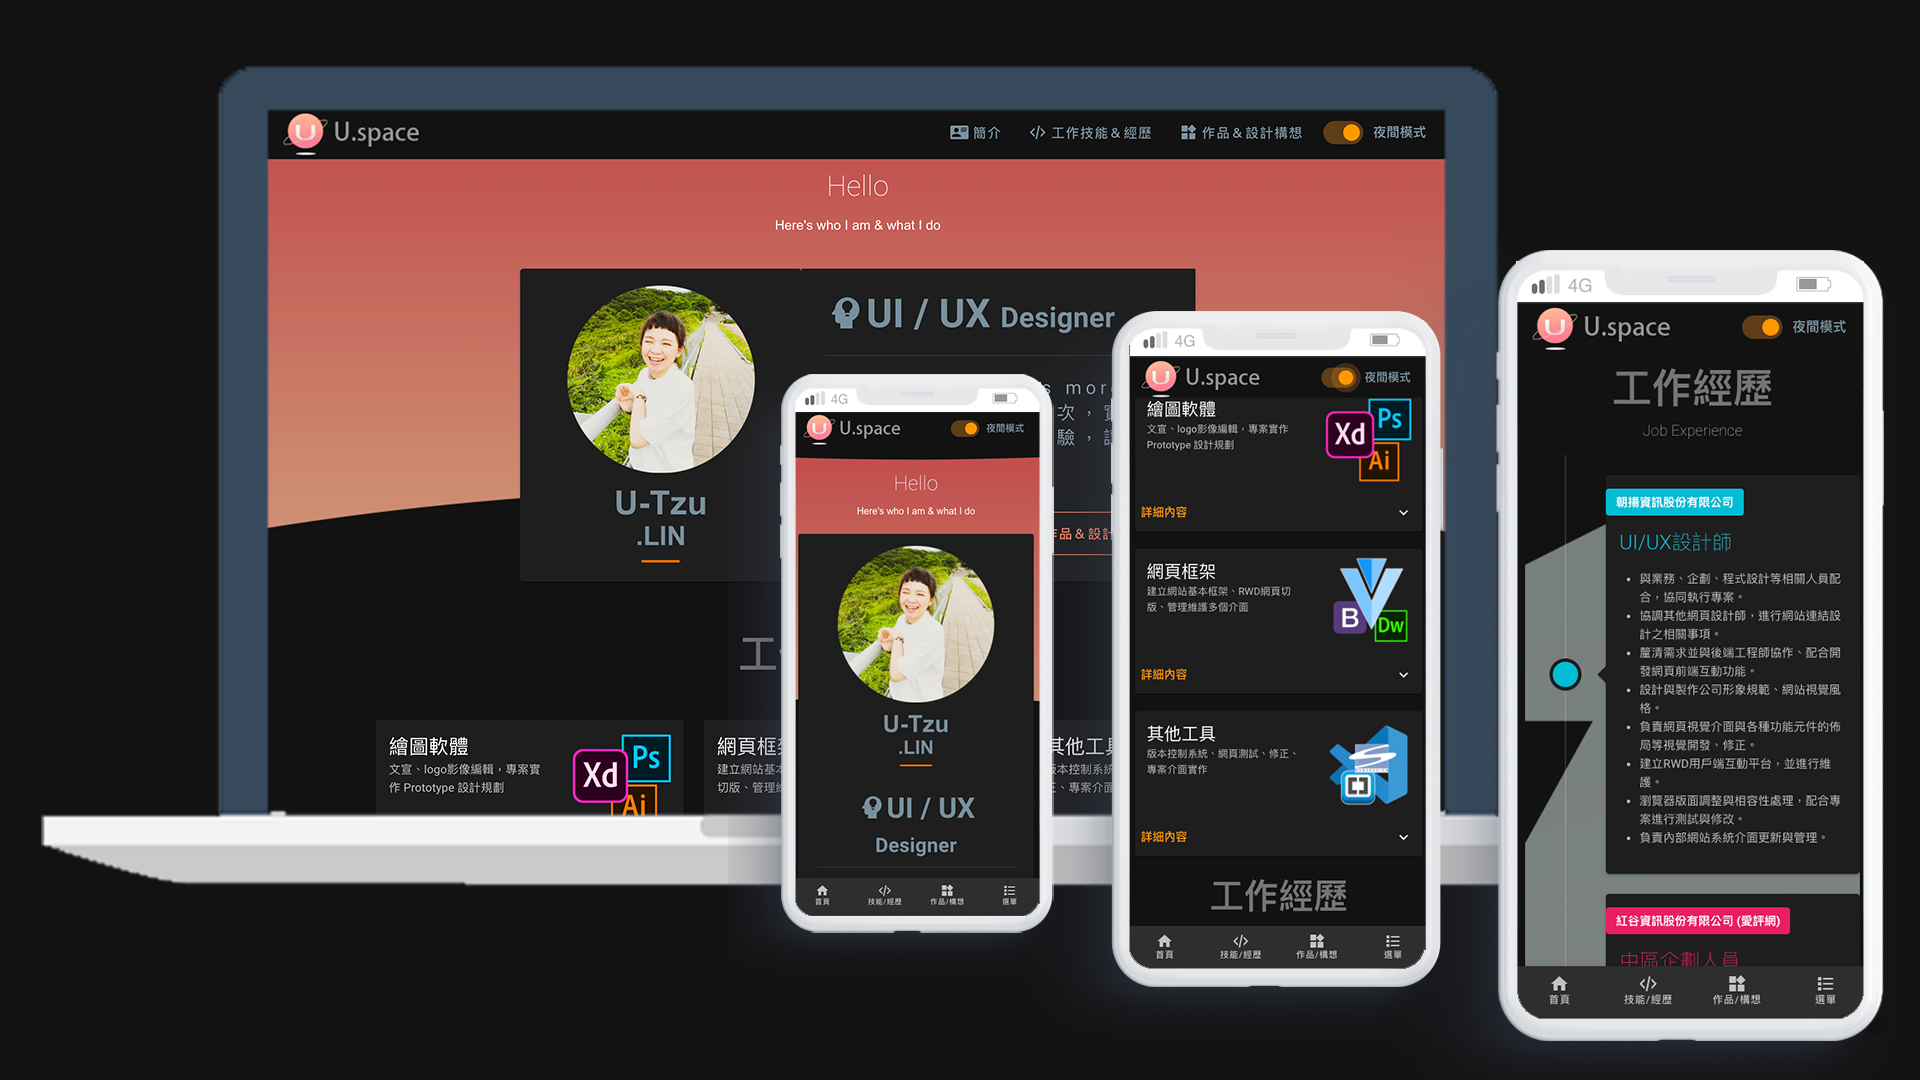 U.space
簡介
工作技能&經歷
作品&設計構想
夜間模式
Hello
Here's who I am & what I do
U-Tzu
.LIN
UI / UX Designer
s mor
次,
驗,
作品&設計
繪圖軟體
文宣、logo影像編輯,專案實
作 Prototype 設計規劃
Xd
Ps
Ai
網頁框
建立網站基本
切版、管理維
其他工具
版本控制系統
、專案介面
4G
U.space
夜間模式
Hello
Here's who I am & what I do
U-Tzu
.LIN
UI / UX
Designer
首頁
技能/經歷
作品/構想
選單
4G
U.space
夜間模式
繪圖軟體
文宣、logo影像編輯,專案實作
Prototype 設計規劃
Xd
Ps
Ai
詳細內容
網頁框架
建立網站基本框架、RWD網頁切
版、管理維護多個介面
B
Dw
詳細內容
其他工具
版本控制系統、網頁測試、修正、
專案介面實作
詳細內容
工作經歷
首頁
技能/經歷
作品/構想
選單
4G
U.space
夜間模式
工作經歷
Job Experience
朝揚資訊股份有限公司
UI/UX設計師
• 與業務、企劃、程式設計等相關人員配
合,協同執行專案。
• 協調其他網頁設計師,進行網站連結設
計之相關事項。
• 釐清需求並與後端工程師協作、配合開
發網頁前端互動功能。
• 設計與製作公司形象規範、網站視覺風
格。
• 負責網頁視覺介面與各種功能元件的佈
局等視覺開發、修正。
• 建立RWD用戶端互動平台,並進行維
護。
• 瀏覽器版面調整與相容性處理,配合專
案進行測試與修改。
• 負責內部網站系統介面更新與管理。
紅谷資訊股份有限公司 (愛評網)
中區企劃人員
首頁
技能/經歷
作品/構想
選單